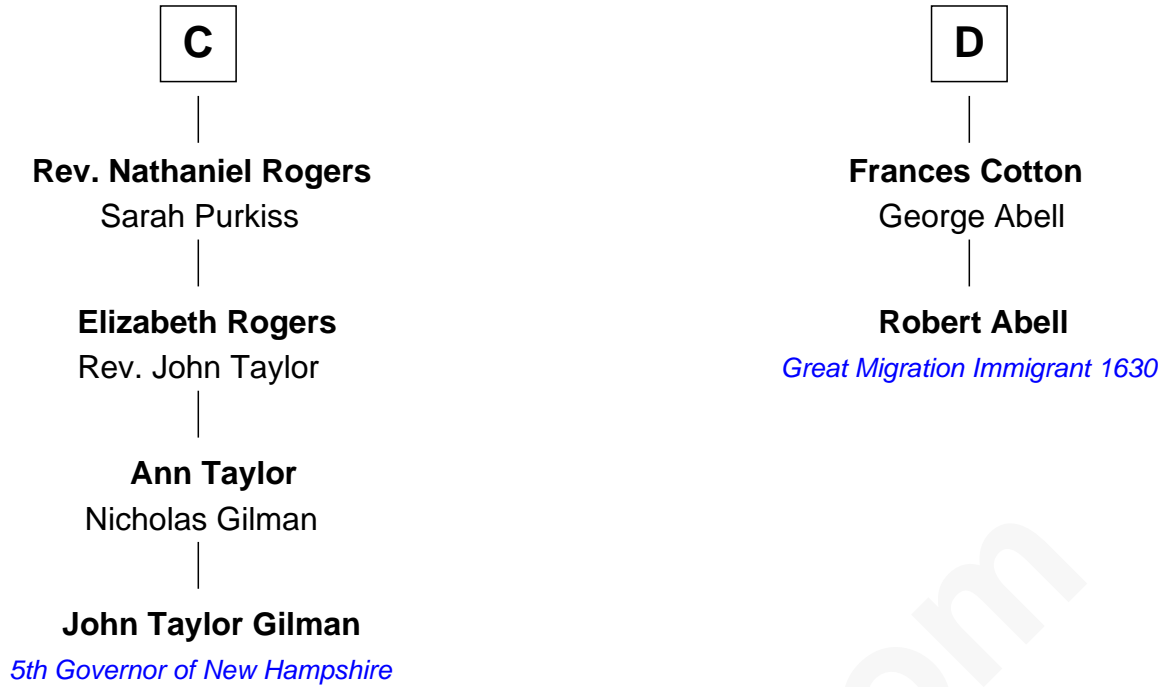 C
Rev. Nathaniel Rogers
Sarah Purkiss
Elizabeth Rogers
Rev. John Taylor
Ann Taylor
Nicholas Gilman
John Taylor Gilman
5th Governor of New Hampshire
D
Frances Cotton
George Abell
Robert Abell
Great Migration Immigrant 1630